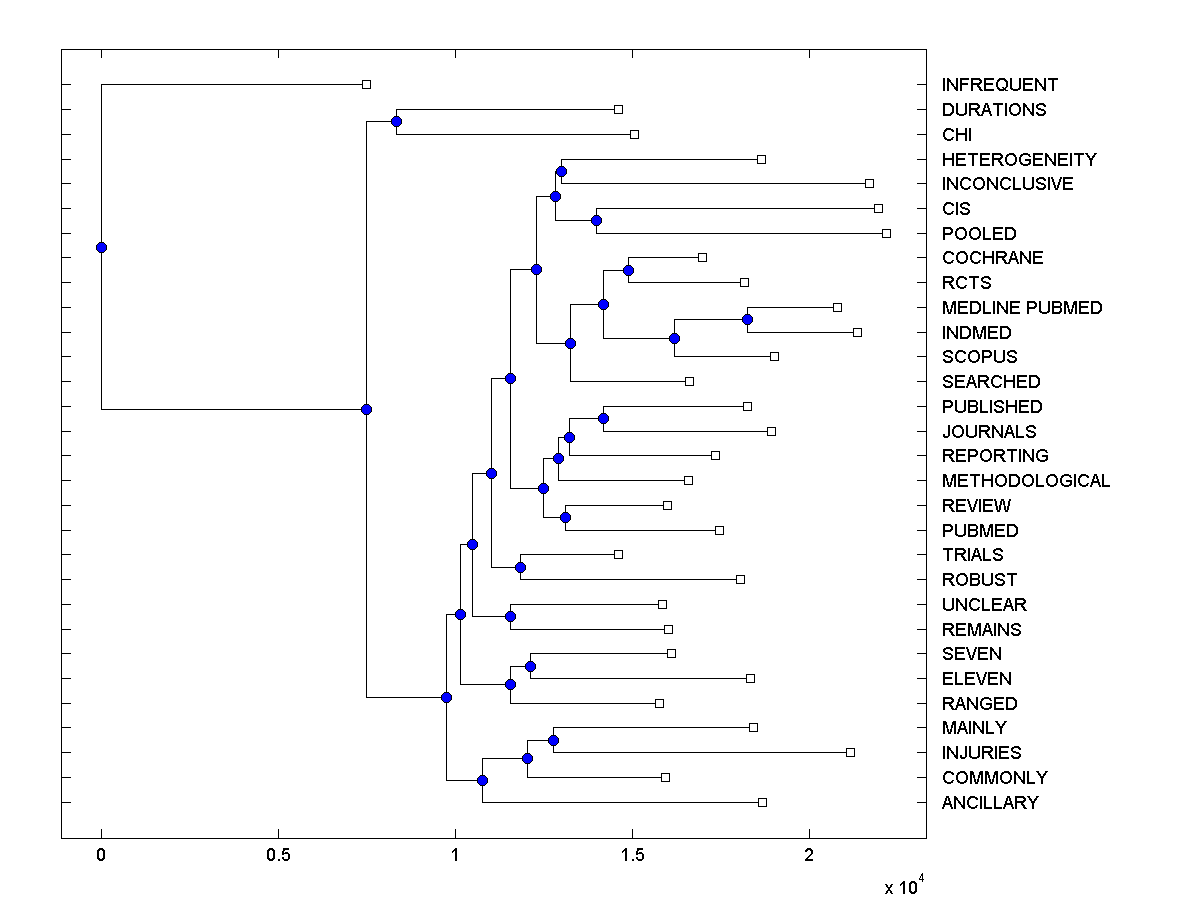 INFREQUENT
DURATIONS
CHI
HETEROGENEITY
INCONCLUSIVE
CIS
POOLED
COCHRANE
RCTS
MEDLINE PUBMED
INDMED
SCOPUS
SEARCHED
PUBLISHED
JOURNALS
REPORTING
METHODOLOGICAL
REVIEW
PUBMED
TRIALS
ROBUST
UNCLEAR
REMAINS
SEVEN
ELEVEN
RANGED
MAINLY
INJURIES
COMMONLY
ANCILLARY
0 0.5 1 1.5 2
x 10^4